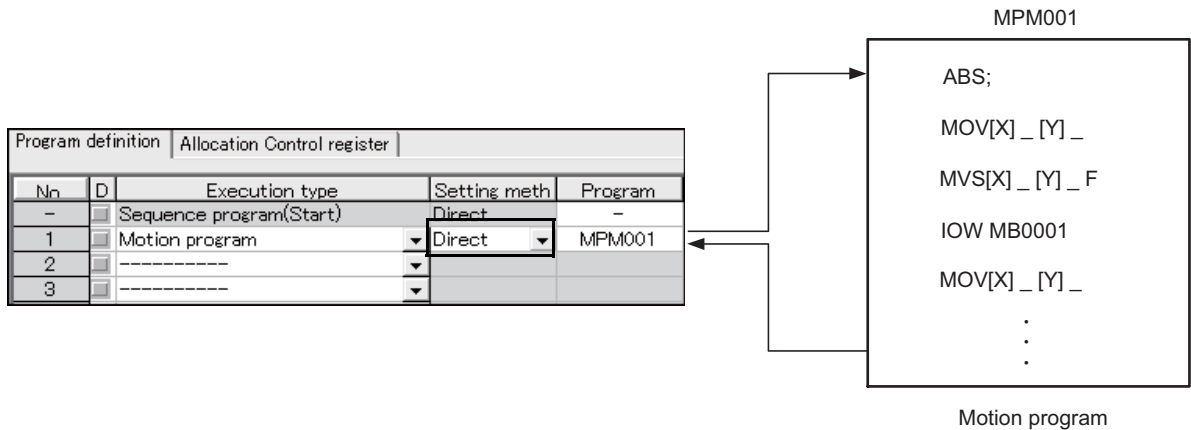 MPM001
ABS;
MOV[X] _ [Y] _
MVS[X] _ [Y] _ F
IOW MB0001
MOV[X] _ [Y] _
.
.
.
Motion program
Program definition Allocation Control register
No D Execution type Setting meth Program
- Sequence program(Start) Direct -
1 Motion program Direct MPM001
2 ----------
3 ----------